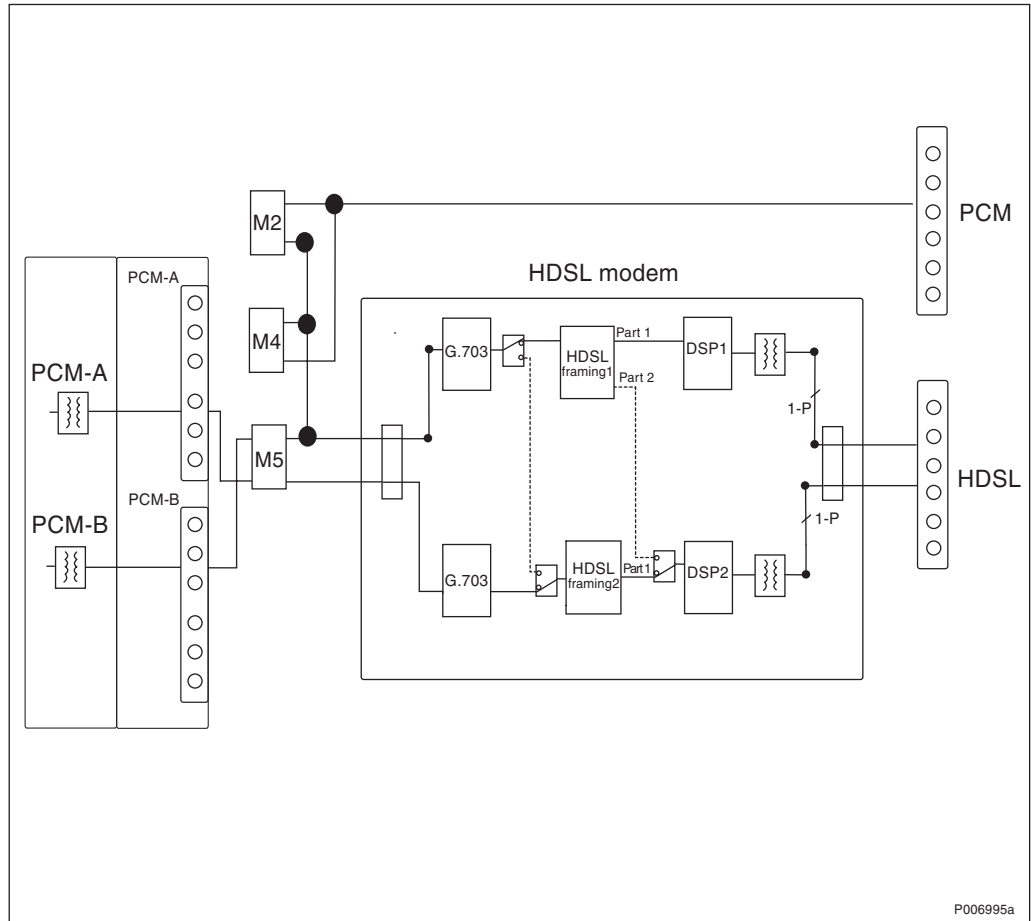 PCM
M2
HDSL modem
PCM-A
M4
PCM-A
G.703
HDSL
framing1
Part 1
Part 2
DSP1
1-P
M5
HDSL
PCM-B
PCM-B
1-P
G.703
HDSL
framing2
Part1
DSP2
P006995a